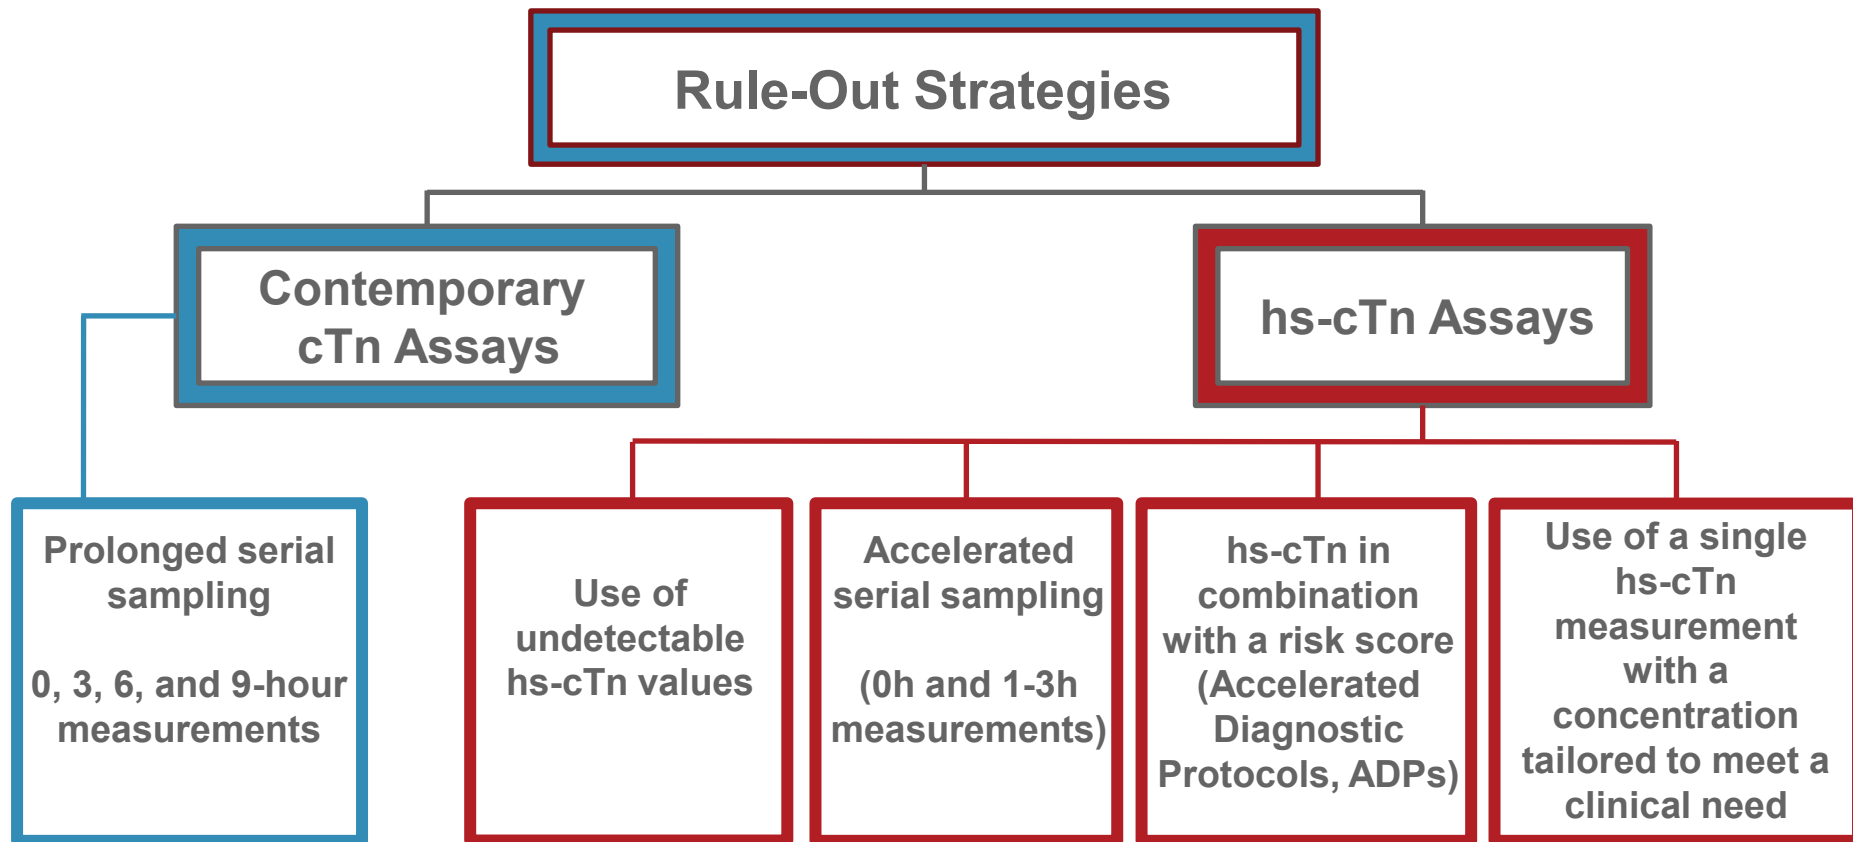 Rule-Out Strategies
Contemporary
cTn Assays
hs-cTn Assays
Prolonged serial
sampling
0, 3, 6, and 9-hour
measurements
Use of
undetectable
hs-cTn values
Accelerated
serial sampling
(0h and 1-3h
measurements)
hs-cTn in
combination
with a risk score
(Accelerated
Diagnostic
Protocols, ADPs)
Use of a single
hs-cTn
measurement
with a
concentration
tailored to meet a
clinical need